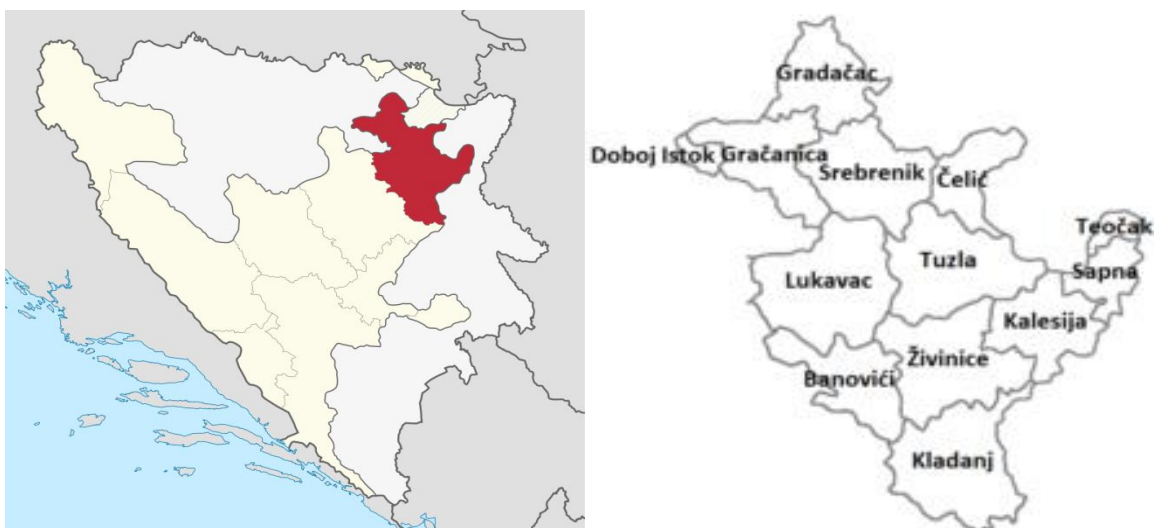 Gradačac
Doboj Istok
Gračanica
Srebrenik
Čelić
Teočak
Sapna
Tuzla
Lukavac
Kalesija
Živinice
Banovići
Kladanj